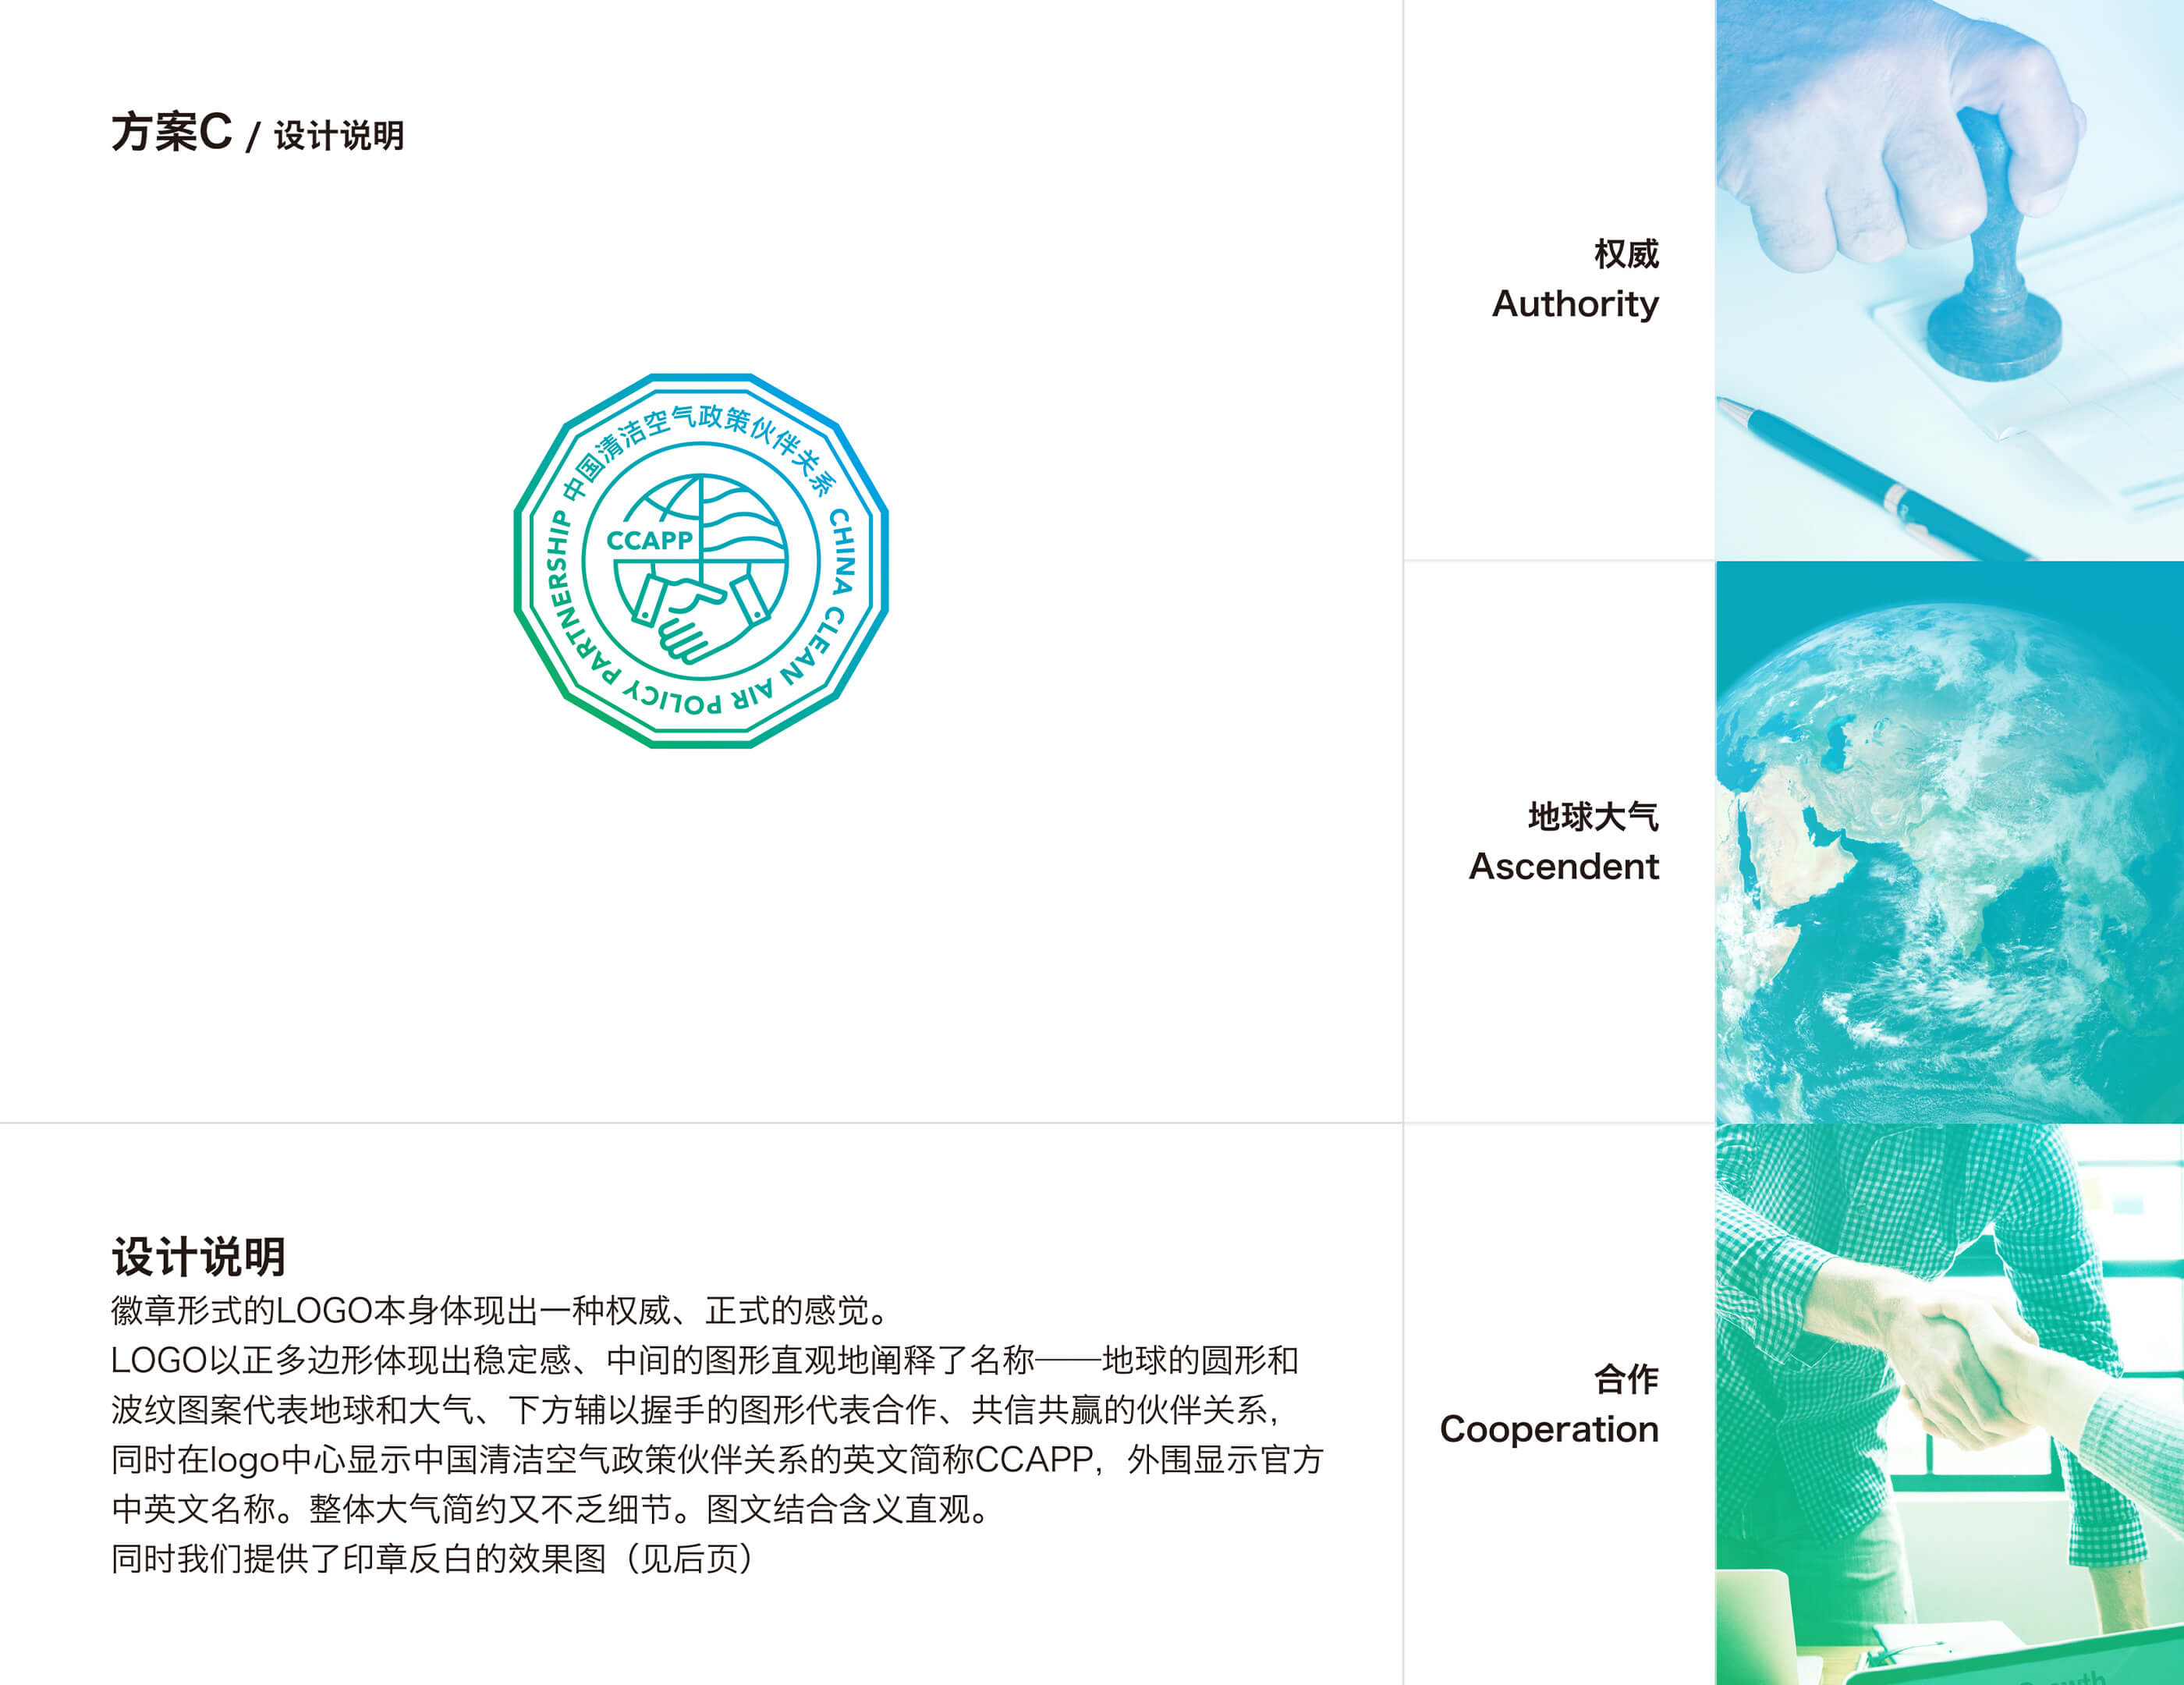 方案C / 设计说明
中国清洁空气政策伙伴关系 CHINA CLEAN AIR POLICY PARTNERSHIP
CCAPP
设计说明
徽章形式的LOGO本身体现出一种权威、正式的感觉。
LOGO以正多边形体现出稳定感、中间的图形直观地阐释了名称——地球的圆形和
波纹图案代表地球和大气、下方辅以握手的图形代表合作、共信共赢的伙伴关系，
同时在logo中心显示中国清洁空气政策伙伴关系的英文简称CCAPP，外围显示官方
中英文名称。整体大气简约又不乏细节。图文结合含义直观。
同时我们提供了印章反白的效果图（见后页）
权威
Authority
地球大气
Ascendent
合作
Cooperation